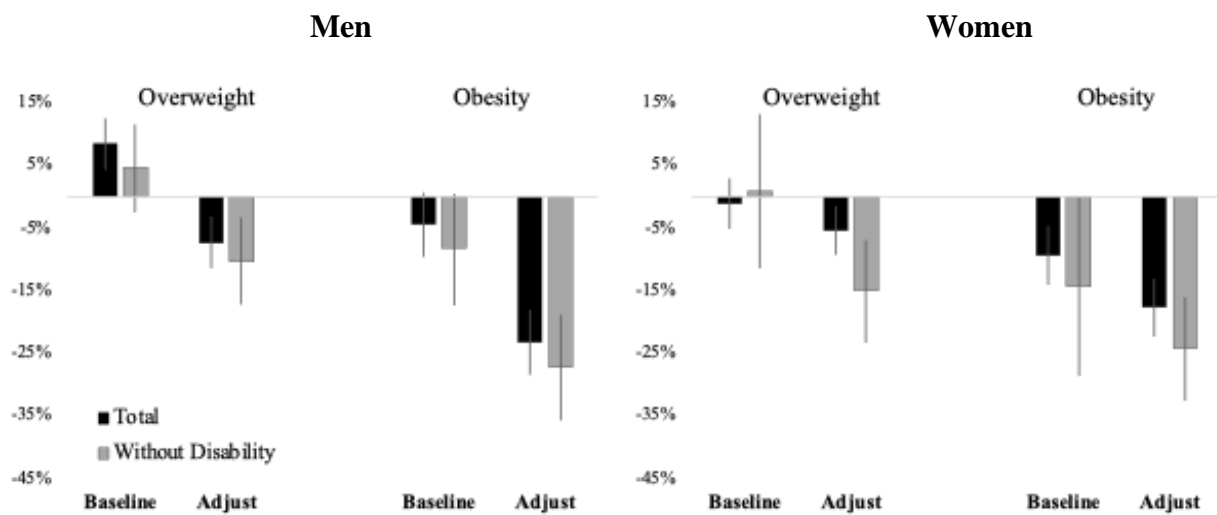 Men
Women
Overweight
Obesity
15%
5%
-5%
-15%
-25%
-35%
-45%
Total
Without Disability
Baseline
Adjust
Baseline
Adjust
Overweight
Obesity
15%
5%
-5%
-15%
-25%
-35%
-45%
Baseline
Adjust
Baseline
Adjust